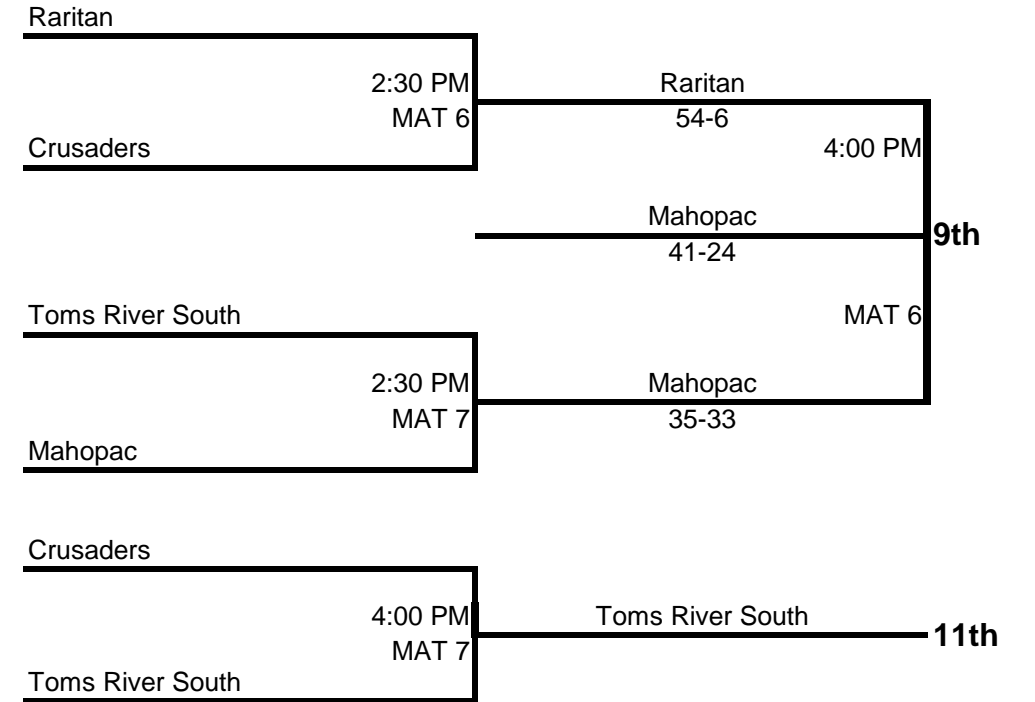 Raritan
2:30 PM
Raritan
MAT 6
54-6
Crusaders
4:00 PM
Mahopac
9th
41-24
Toms River South
MAT 6
2:30 PM
Mahopac
MAT 7
35-33
Mahopac
Crusaders
4:00 PM
Toms River South
11th
MAT 7
Toms River South